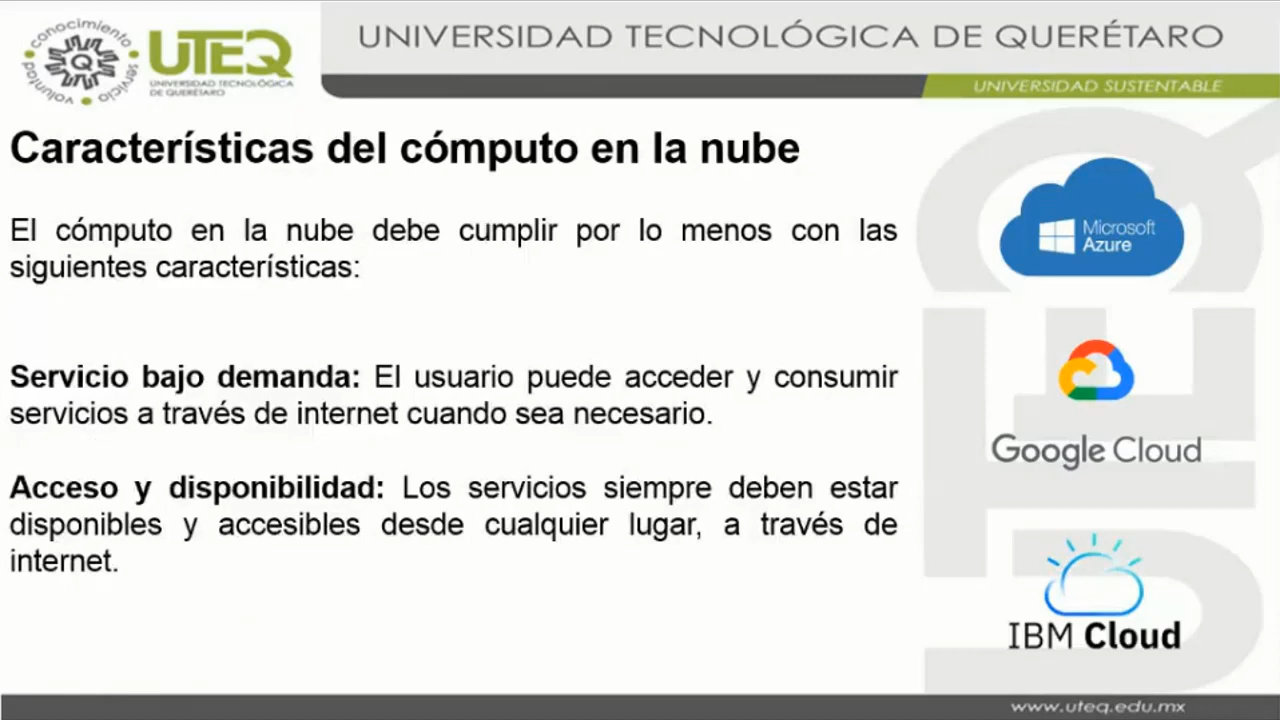 conocimiento
servicio
voluntad
Q
UTEQ
UNIVERSIDAD TECNOLÓGICA
DE QUERÉTARO
UNIVERSIDAD TECNOLÓGICA DE QUERÉTARO
UNIVERSIDAD SUSTENTABLE
Características del cómputo en la nube
El cómputo en la nube debe cumplir por lo menos con las
siguientes características:
Servicio bajo demanda: El usuario puede acceder y consumir
servicios a través de internet cuando sea necesario.
Acceso y disponibilidad: Los servicios siempre deben estar
disponibles y accesibles desde cualquier lugar, a través de
internet.
Microsoft
Azure
Google Cloud
IBM Cloud
UTEQ
www.uteq.edu.mx